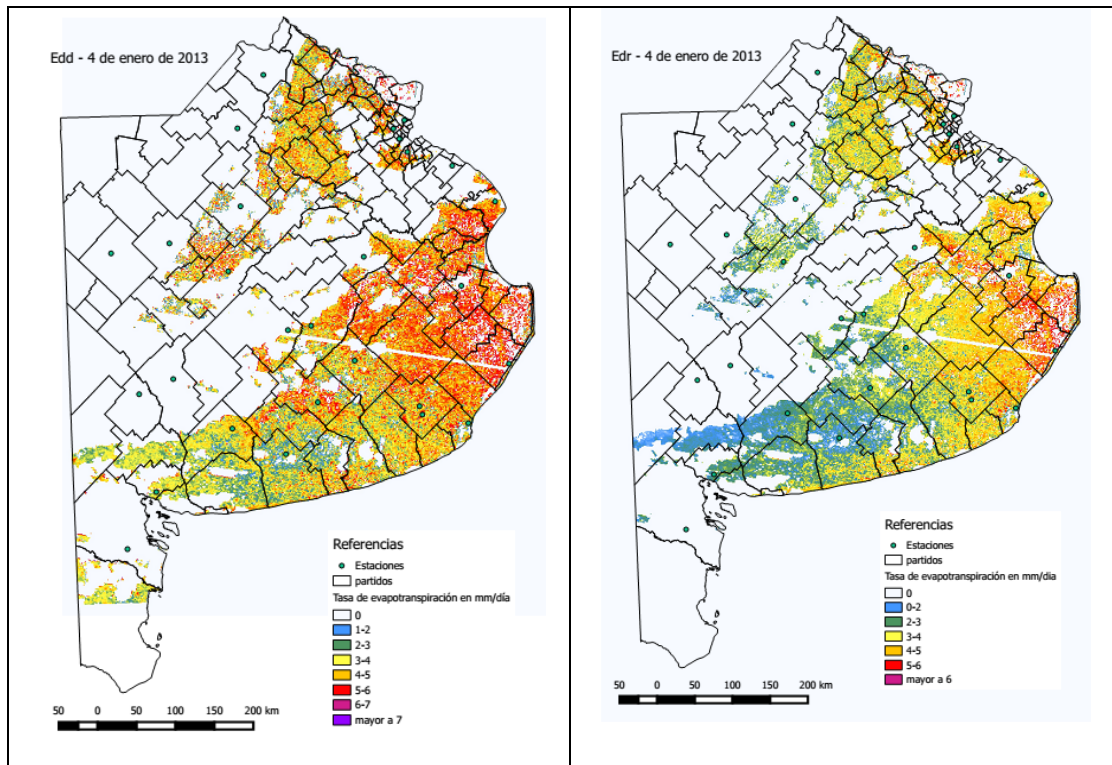 Edd - 4 de enero de 2013
Referencias
Estaciones
partidos
Tasa de evapotranspiración en mm/día
0
1-2
2-3
3-4
4-5
5-6
6-7
mayor a 7
50 0 50 100 150 200 km
Edr - 4 de enero de 2013
Referencias
Estaciones
partidos
Tasa de evapotranspiración en mm/dia
0
0-2
2-3
3-4
4-5
5-6
mayor a 6
50 0 50 100 150 200 km